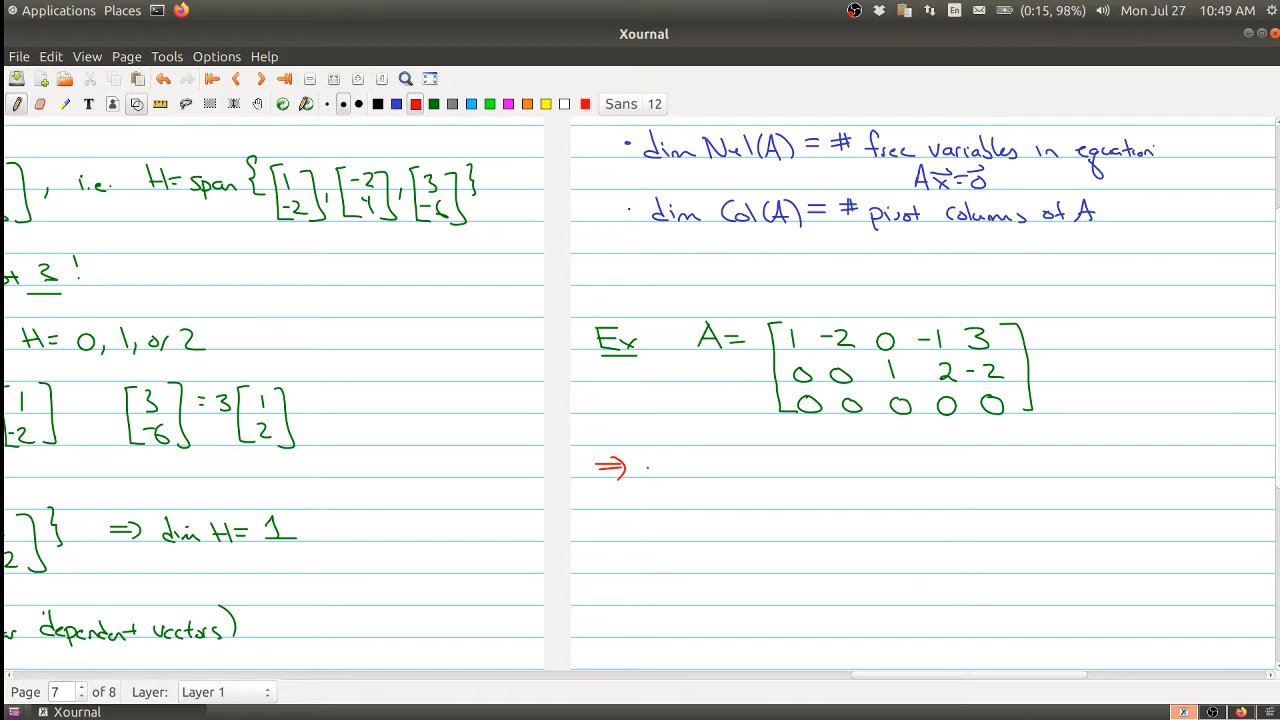 Applications Places en (0:15, 98%) Mon Jul 27 10:49 AM
Xournal
File Edit View Page Tools Options Help
Sans 12
, i.e. H = span { [1 -2], [-2 4], [3 -6] }
3 !
H = 0, 1, or 2
1 -2] [3 -6] = 3 [1 2]
2 } ⇒ dim H = 1
dependent vectors)
· dim Nul(A) = # free variables in equation
Ax⃗ = 0⃗
· dim Col(A) = # pivot columns of A
Ex A = [1 -2 0 -1 3
0 0 1 2 -2
0 0 0 0 0]
⇒ ·
Page 7 of 8 Layer: Layer 1
Xournal